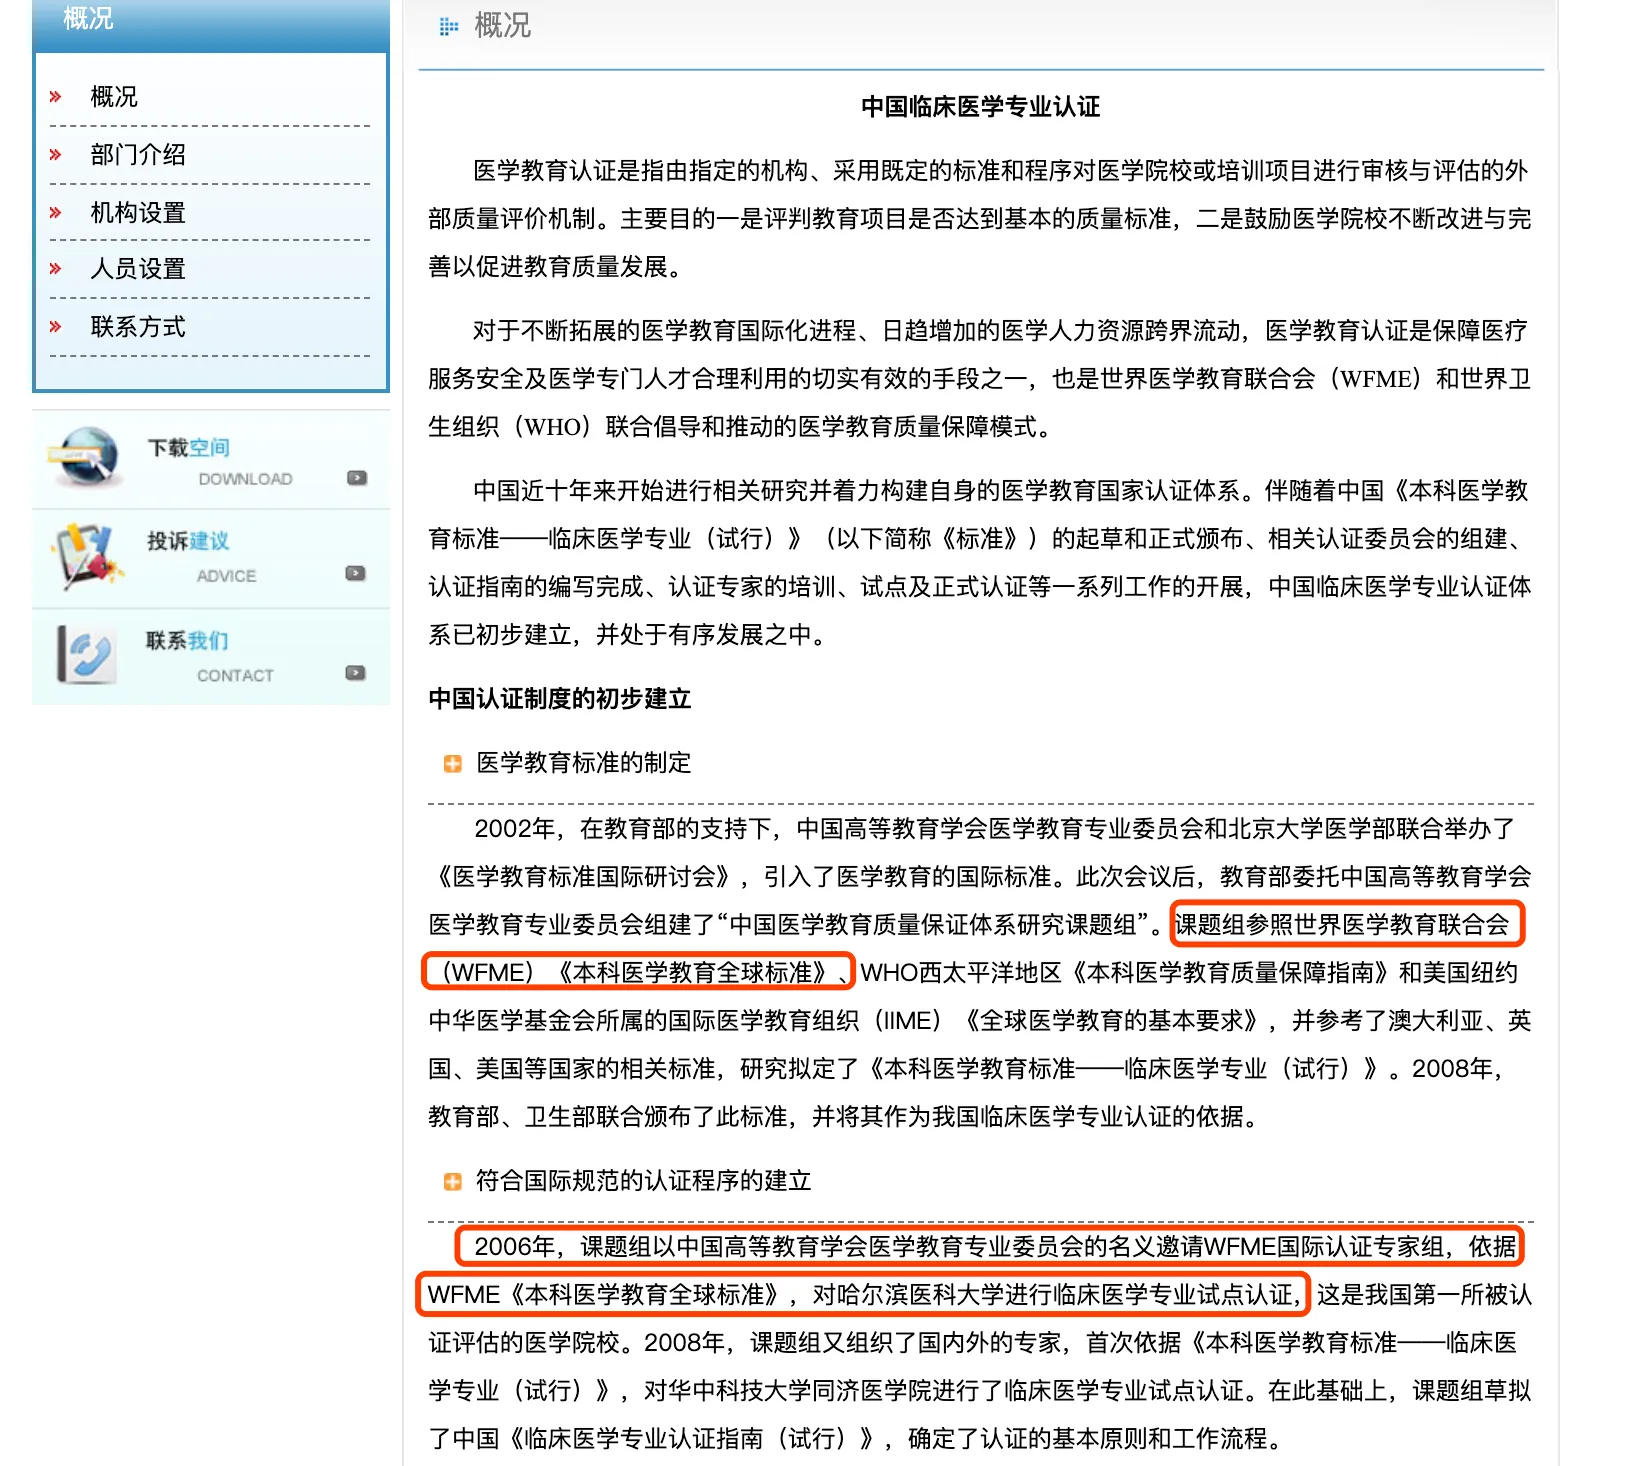 概况
概况
部门介绍
机构设置
人员设置
联系方式
下载空间
DOWNLOAD
投诉建议
ADVICE
联系我们
CONTACT
概况
中国临床医学专业认证
医学教育认证是指由指定的机构、采用既定的标准和程序对医学院校或培训项目进行审核与评估的外
部质量评价机制。主要目的一是评判教育项目是否达到基本的质量标准，二是鼓励医学院校不断改进与完
善以促进教育质量发展。
对于不断拓展的医学教育国际化进程、日趋增加的医学人力资源跨界流动，医学教育认证是保障医疗
服务安全及医学专门人才合理利用的切实有效的手段之一，也是世界医学教育联合会（WFME）和世界卫
生组织（WHO）联合倡导和推动的医学教育质量保障模式。
中国近十年来开始进行相关研究并着力构建自身的医学教育国家认证体系。伴随着中国《本科医学教
育标准——临床医学专业（试行）》（以下简称《标准》）的起草和正式颁布、相关认证委员会的组建、
认证指南的编写完成、认证专家的培训、试点及正式认证等一系列工作的开展，中国临床医学专业认证体
系已初步建立，并处于有序发展之中。
中国认证制度的初步建立
医学教育标准的制定
2002年，在教育部的支持下，中国高等教育学会医学教育专业委员会和北京大学医学部联合举办了
《医学教育标准国际研讨会》，引入了医学教育的国际标准。此次会议后，教育部委托中国高等教育学会
医学教育专业委员会组建了“中国医学教育质量保证体系研究课题组”。课题组参照世界医学教育联合会
（WFME）《本科医学教育全球标准》、WHO西太平洋地区《本科医学教育质量保障指南》和美国纽约
中华医学基金会所属的国际医学教育组织（IIME）《全球医学教育的基本要求》，并参考了澳大利亚、英
国、美国等国家的相关标准，研究拟定了《本科医学教育标准——临床医学专业（试行）》。2008年，
教育部、卫生部联合颁布了此标准，并将其作为我国临床医学专业认证的依据。
符合国际规范的认证程序的建立
2006年，课题组以中国高等教育学会医学教育专业委员会的名义邀请WFME国际认证专家组，依据
WFME《本科医学教育全球标准》，对哈尔滨医科大学进行临床医学专业试点认证，这是我国第一所被认
证评估的医学院校。2008年，课题组又组织了国内外的专家，首次依据《本科医学教育标准——临床医
学专业（试行）》，对华中科技大学同济医学院进行了临床医学专业试点认证。在此基础上，课题组草拟
了中国《临床医学专业认证指南（试行）》，确定了认证的基本原则和工作流程。